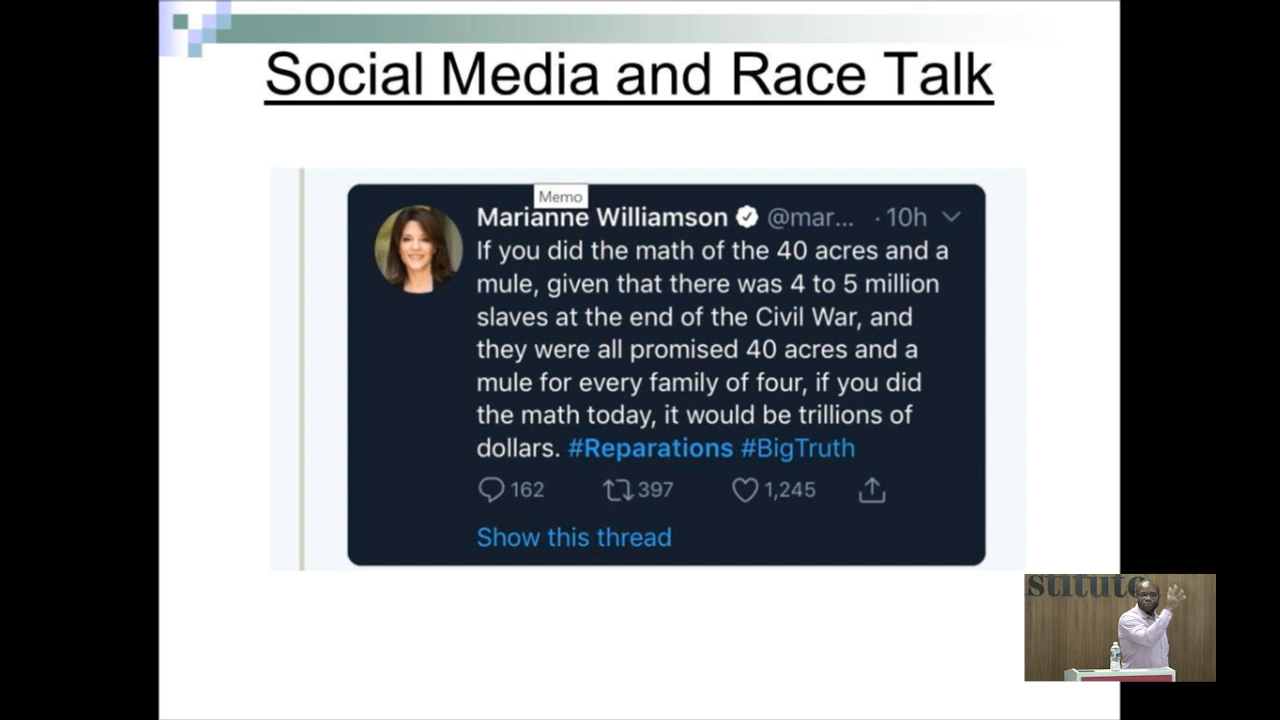 Social Media and Race Talk
Memo
Marianne Williamson @mar... · 10h
If you did the math of the 40 acres and a
mule, given that there was 4 to 5 million
slaves at the end of the Civil War, and
they were all promised 40 acres and a
mule for every family of four, if you did
the math today, it would be trillions of
dollars. #Reparations #BigTruth
162 397 1,245
Show this thread
stitute